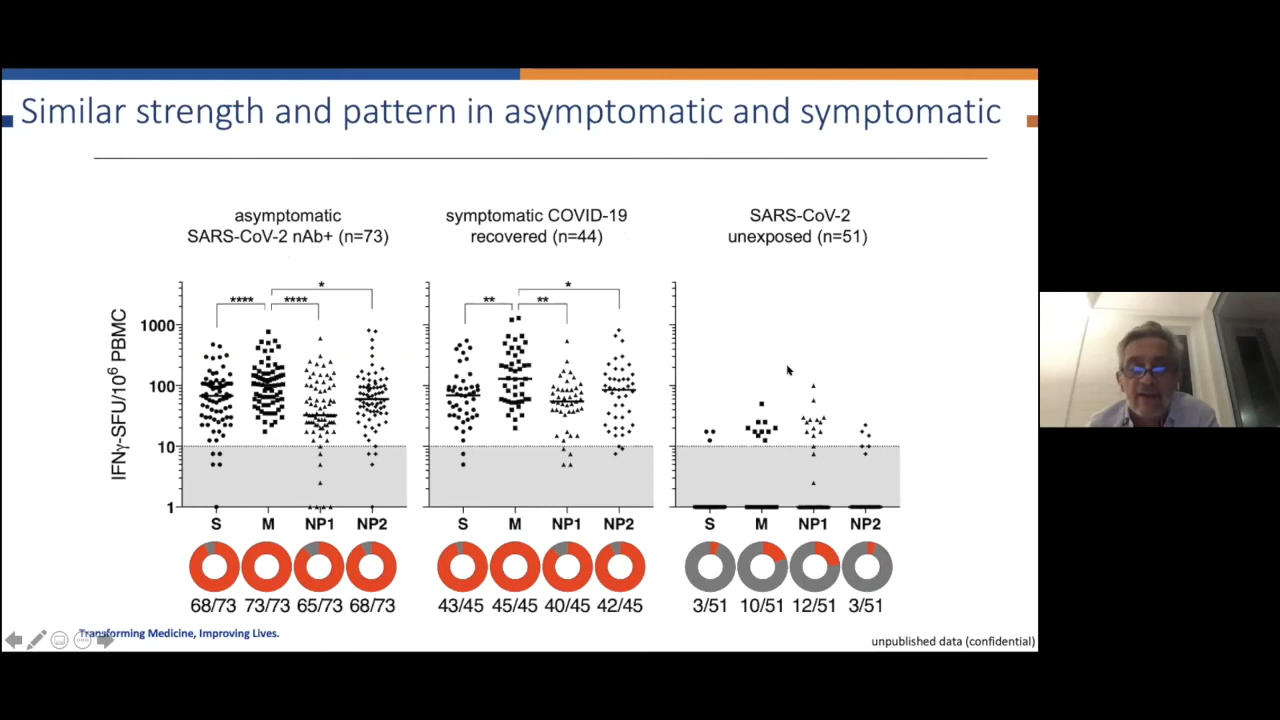 Similar strength and pattern in asymptomatic and symptomatic
asymptomatic
SARS-CoV-2 nAb+ (n=73)
symptomatic COVID-19
recovered (n=44)
SARS-CoV-2
unexposed (n=51)
IFNγ-SFU/10⁶ PBMC
1000
100
10
1
**** **** *
** ** *
S M NP1 NP2
S M NP1 NP2
S M NP1 NP2
68/73 73/73 65/73 68/73
43/45 45/45 40/45 42/45
3/51 10/51 12/51 3/51
Transforming Medicine, Improving Lives.
unpublished data (confidential)